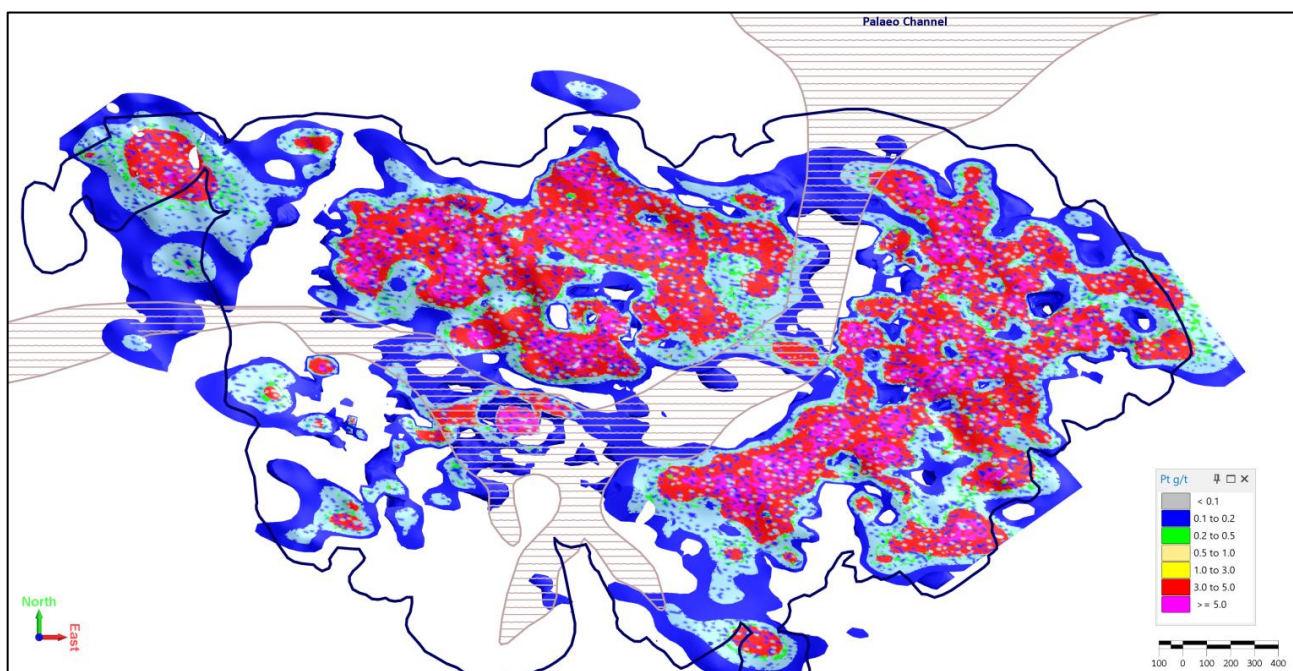 Palaeo Channel
Pt g/t
< 0.1
0.1 to 0.2
0.2 to 0.5
0.5 to 1.0
1.0 to 3.0
3.0 to 5.0
>= 5.0
North
East
100 0 100 200 300 400